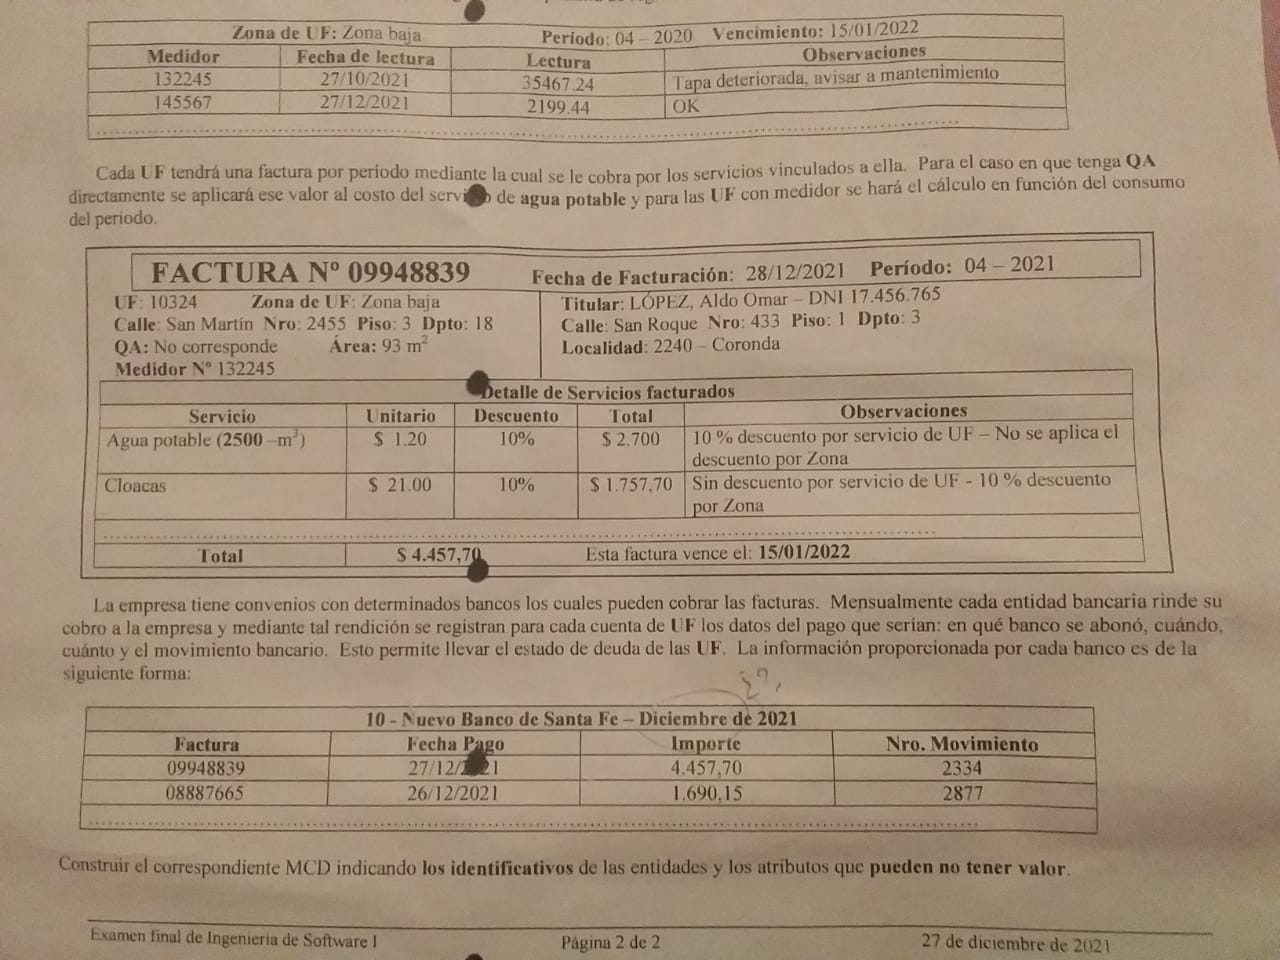 Zona de UF: Zona baja Período: 04 - 2020 Vencimiento: 15/01/2022
Medidor Fecha de lectura Lectura Observaciones
132245 27/10/2021 35467.24 Tapa deteriorada, avisar a mantenimiento
145567 27/12/2021 2199.44 OK
Cada UF tendrá una factura por período mediante la cual se le cobra por los servicios vinculados a ella. Para el caso en que tenga QA
directamente se aplicará ese valor al costo del servicio de agua potable y para las UF con medidor se hará el cálculo en función del consumo
del período.
FACTURA Nº 09948839 Fecha de Facturación: 28/12/2021 Período: 04 – 2021
UF: 10324 Zona de UF: Zona baja Titular: LÓPEZ, Aldo Omar – DNI 17.456.765
Calle: San Martín Nro: 2455 Piso: 3 Dpto: 18 Calle: San Roque Nro: 433 Piso: 1 Dpto: 3
QA: No corresponde Área: 93 m² Localidad: 2240 – Coronda
Medidor Nº 132245
Detalle de Servicios facturados
Servicio Unitario Descuento Total Observaciones
Agua potable (2500 –m³) $ 1.20 10% $ 2.700 10 % descuento por servicio de UF – No se aplica el
descuento por Zona
Cloacas $ 21.00 10% $ 1.757,70 Sin descuento por servicio de UF - 10 % descuento
por Zona
Total $ 4.457,70 Esta factura vence el: 15/01/2022
La empresa tiene convenios con determinados bancos los cuales pueden cobrar las facturas. Mensualmente cada entidad bancaria rinde su
cobro a la empresa y mediante tal rendición se registran para cada cuenta de UF los datos del pago que serían: en qué banco se abonó, cuándo,
cuánto y el movimiento bancario. Esto permite llevar el estado de deuda de las UF. La información proporcionada por cada banco es de la
siguiente forma:
10 - Nuevo Banco de Santa Fe – Diciembre de 2021
Factura Fecha Pago Importe Nro. Movimiento
09948839 27/12/2021 4.457,70 2334
08887665 26/12/2021 1.690,15 2877
Construir el correspondiente MCD indicando los identificativos de las entidades y los atributos que pueden no tener valor.
Examen final de Ingeniería de Software I Página 2 de 2 27 de diciembre de 2021